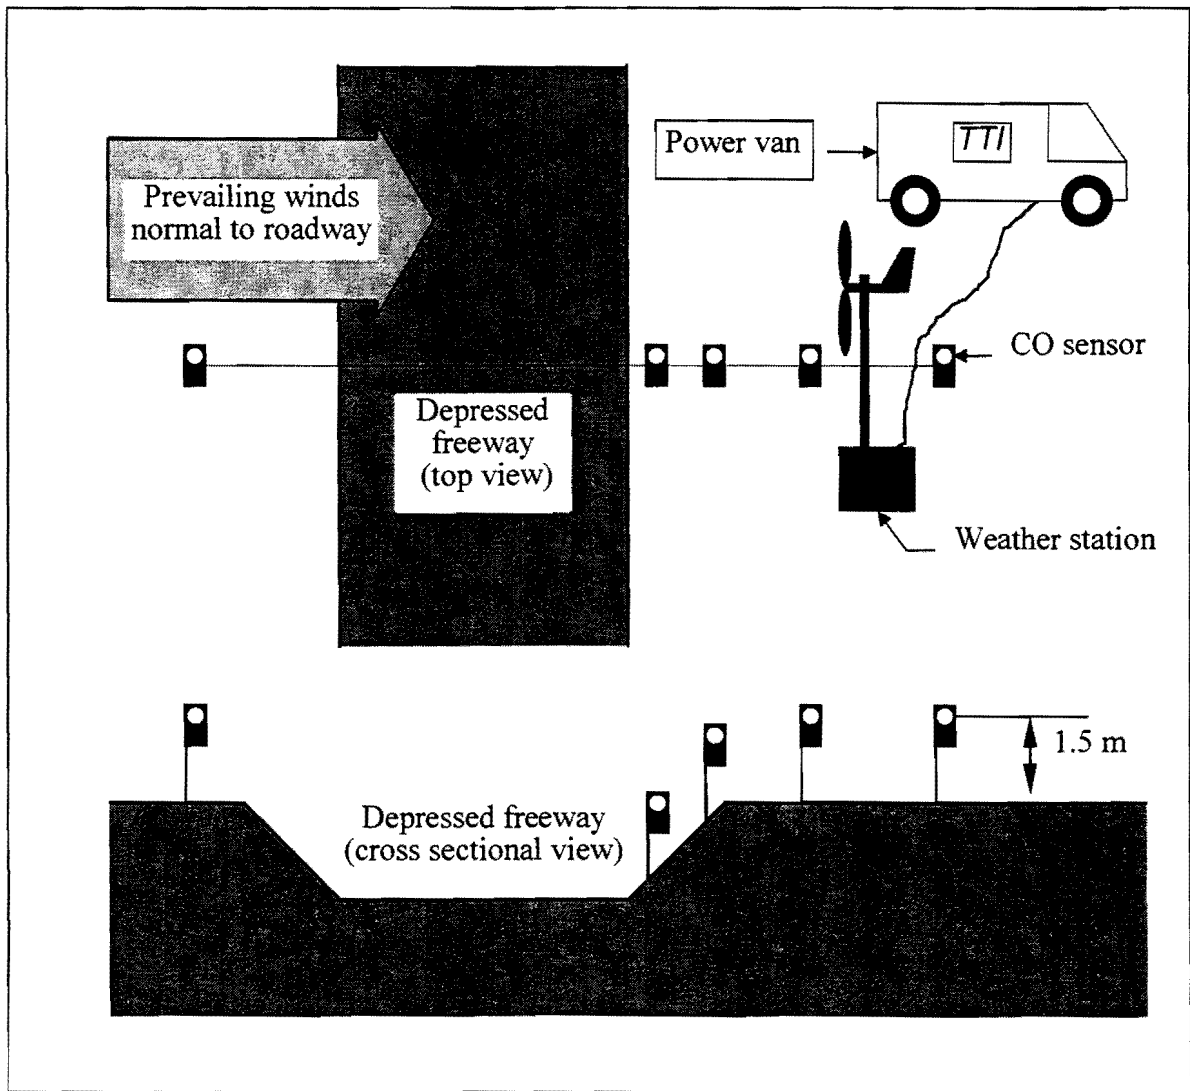 Power van
TTI
Prevailing winds
normal to roadway
CO sensor
Depressed
freeway
(top view)
Weather station
1.5 m
Depressed freeway
(cross sectional view)